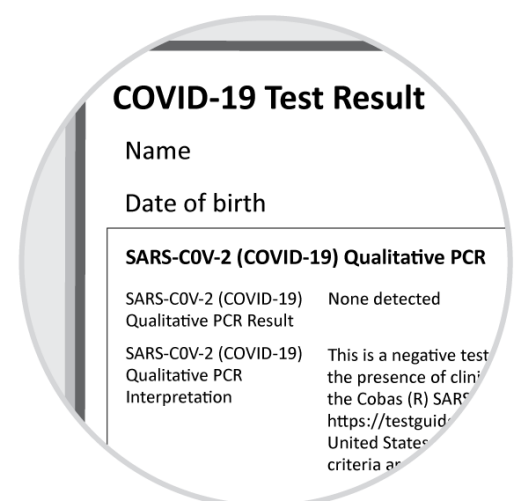 COVID-19 Test Result
Name
Date of birth
SARS-C0V-2 (COVID-19) Qualitative PCR
SARS-C0V-2 (COVID-19) None detected
Qualitative PCR Result
SARS-C0V-2 (COVID-19) This is a negative test
Qualitative PCR the presence of
Interpretation the Cobas (R)
United States
criteria